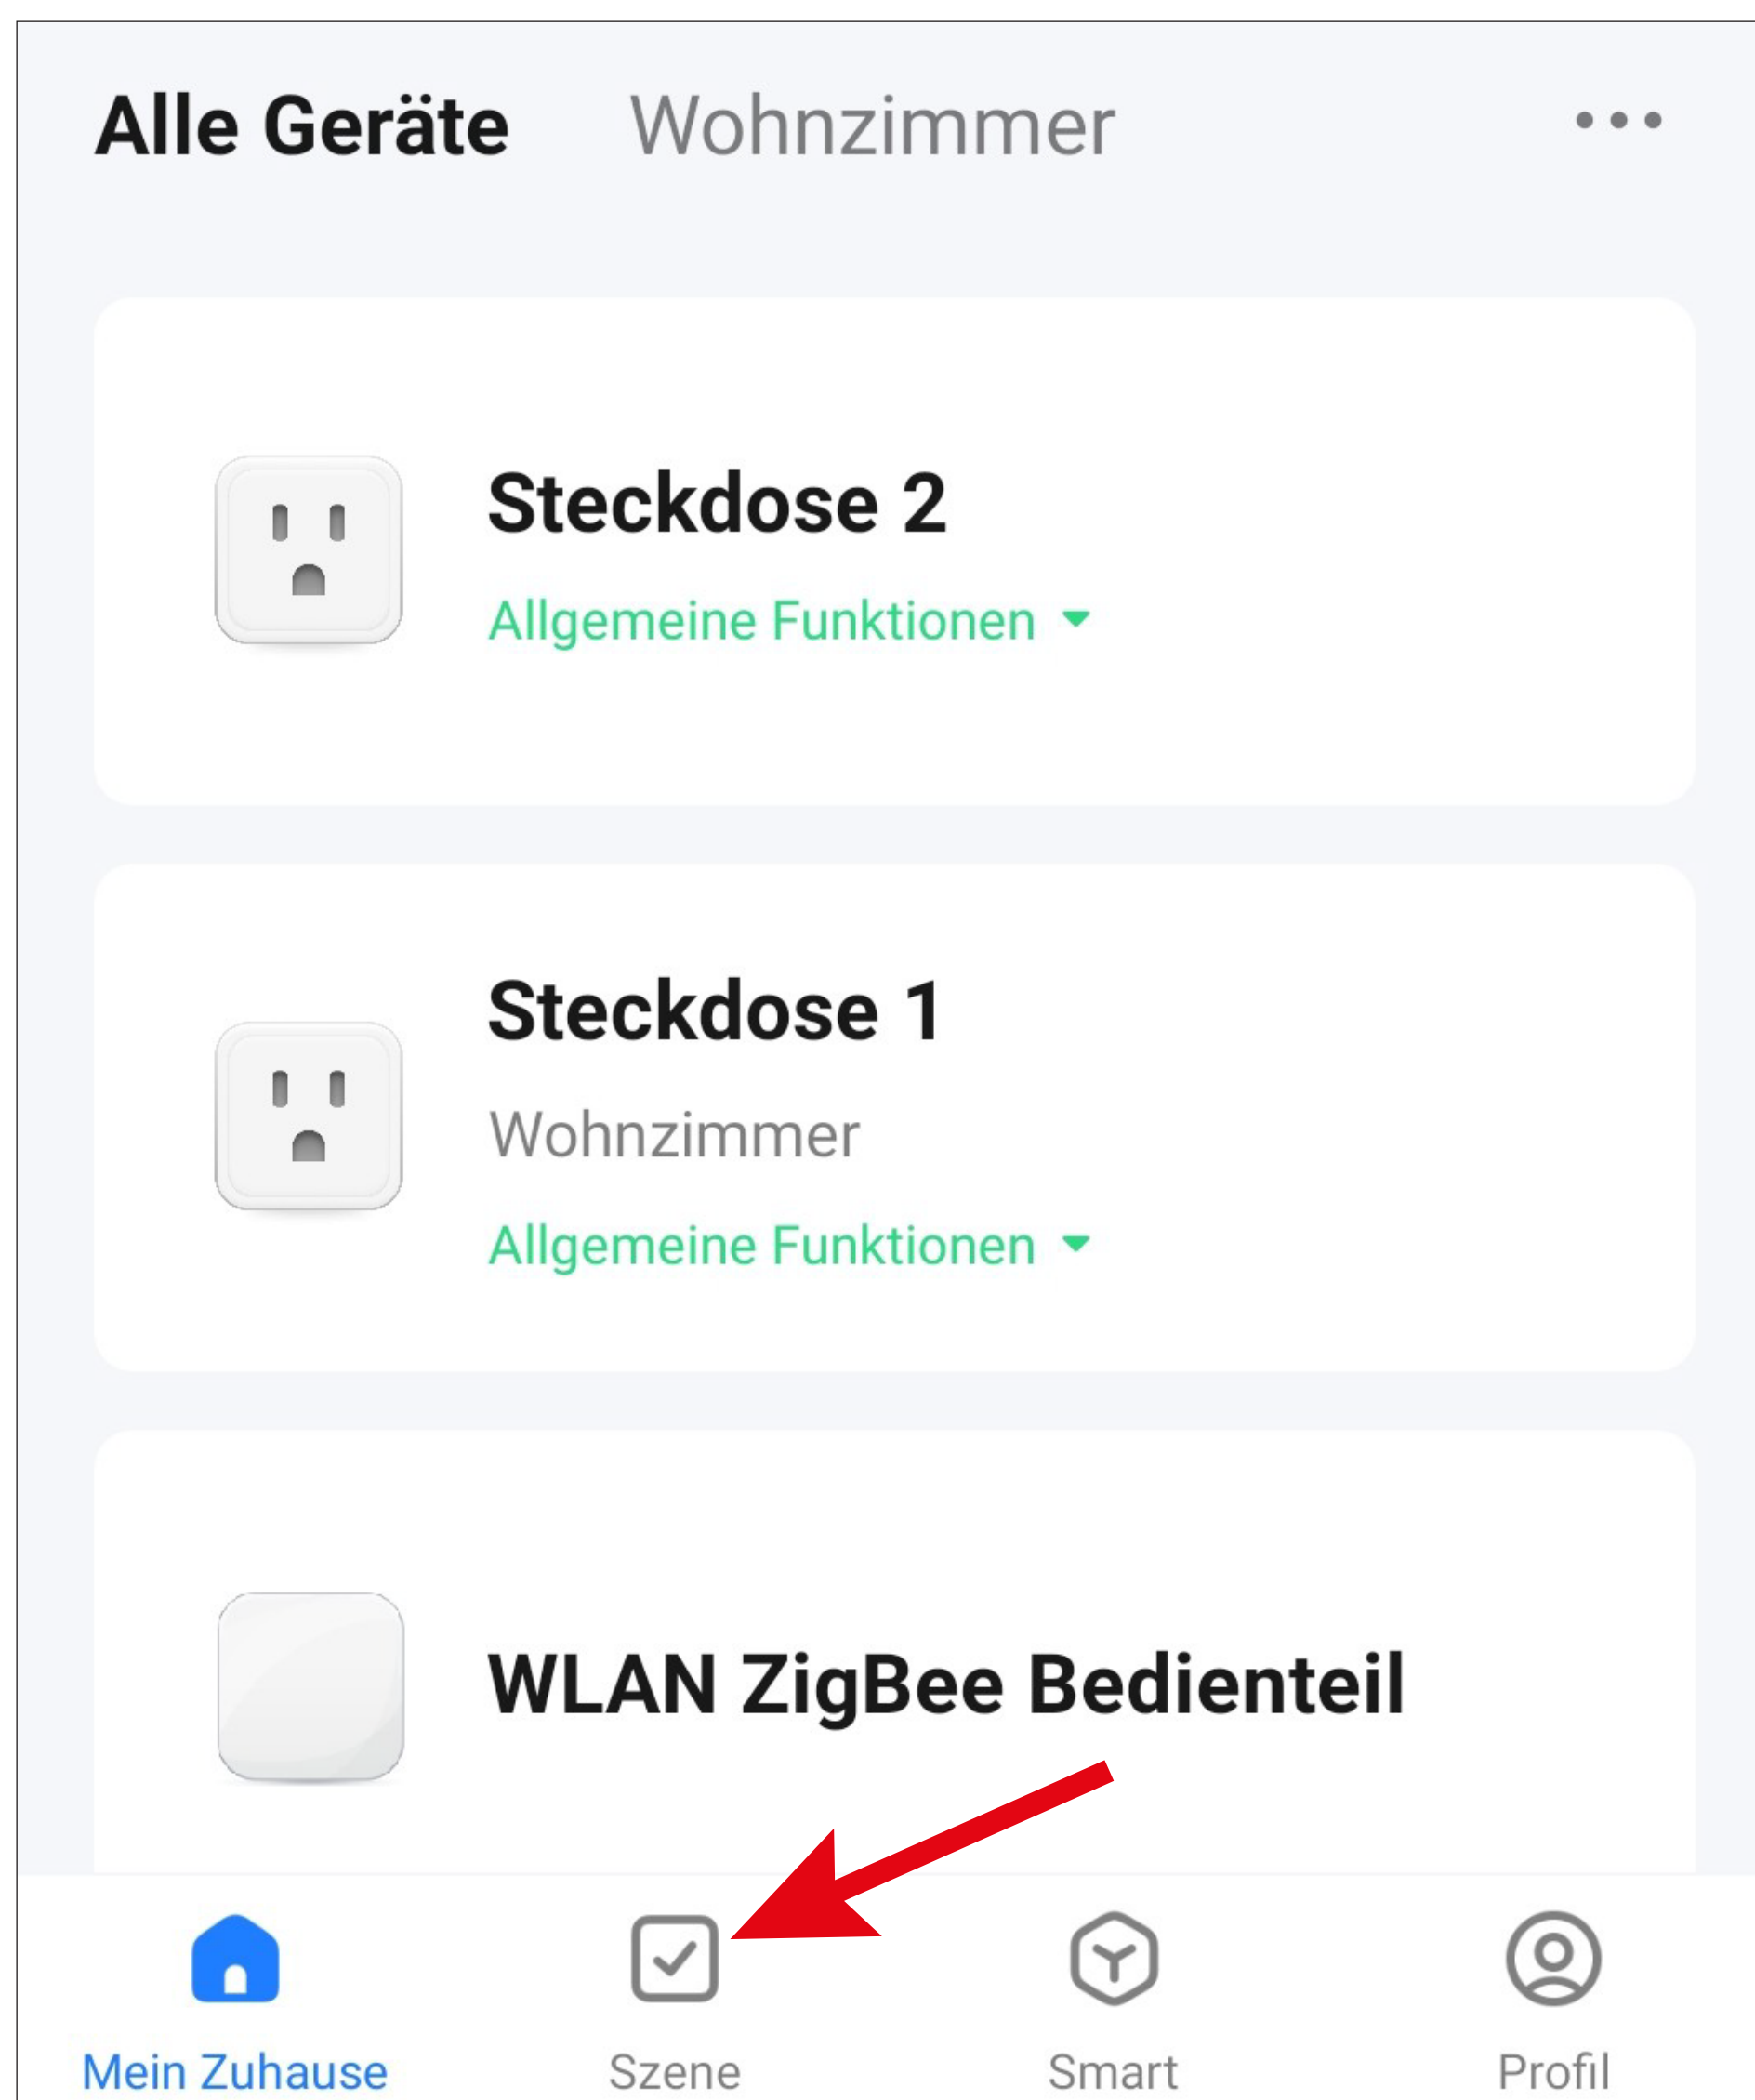 Alle Geräte Wohnzimmer
Steckdose 2
Allgemeine Funktionen
Steckdose 1
Wohnzimmer
Allgemeine Funktionen
WLAN ZigBee Bedienteil
Mein Zuhause Szene Smart Profil